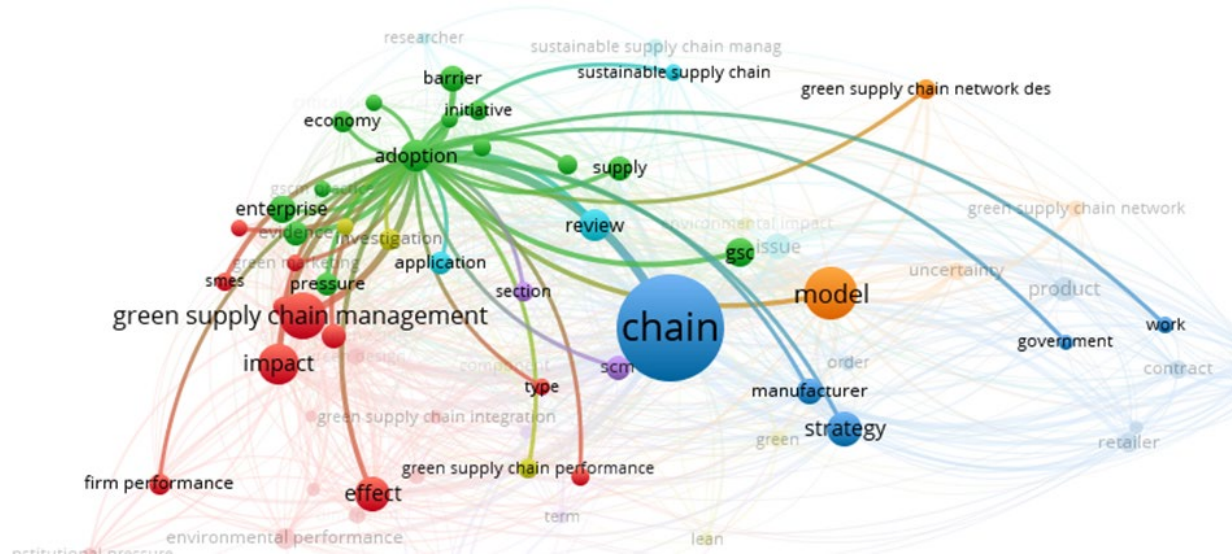 researcher
sustainable supply chain manag
barrier
sustainable supply chain
green supply chain network des
initiative
economy
adoption
supply
enterprise
green supply chain network
review
environmental impact
evidence
investigation
issue
gsc
green marketing
application
uncertainty
smes
pressure
section
model
product
green supply chain management
chain
work
government
impact
order
component
scm
contract
type
manufacturer
green supply chain integration
strategy
green
retailer
green supply chain performance
firm performance
effect
term
environmental performance
lean